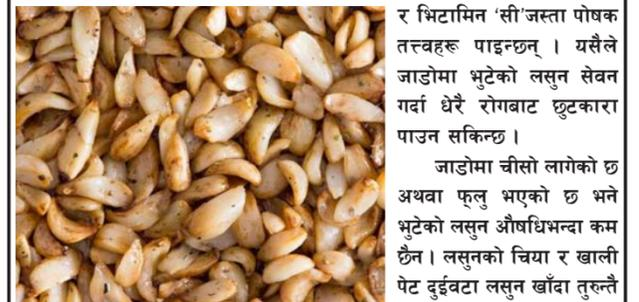 र भिटामिन ‘सी’जस्ता पोषक
तत्त्वहरू पाइन्छन् । यसैले
जाडोमा भुटेको लसुन सेवन
गर्दा धेरै रोगबाट छुटकारा
पाउन सकिन्छ ।
जाडोमा चीसो लागेको छ
अथवा फ्लु भएको छ भने
भुटेको लसुन औषधिभन्दा कम
छैन । लसुनको चिया र खाली
पेट दुईवटा लसुन खाँदा तुरुन्तै